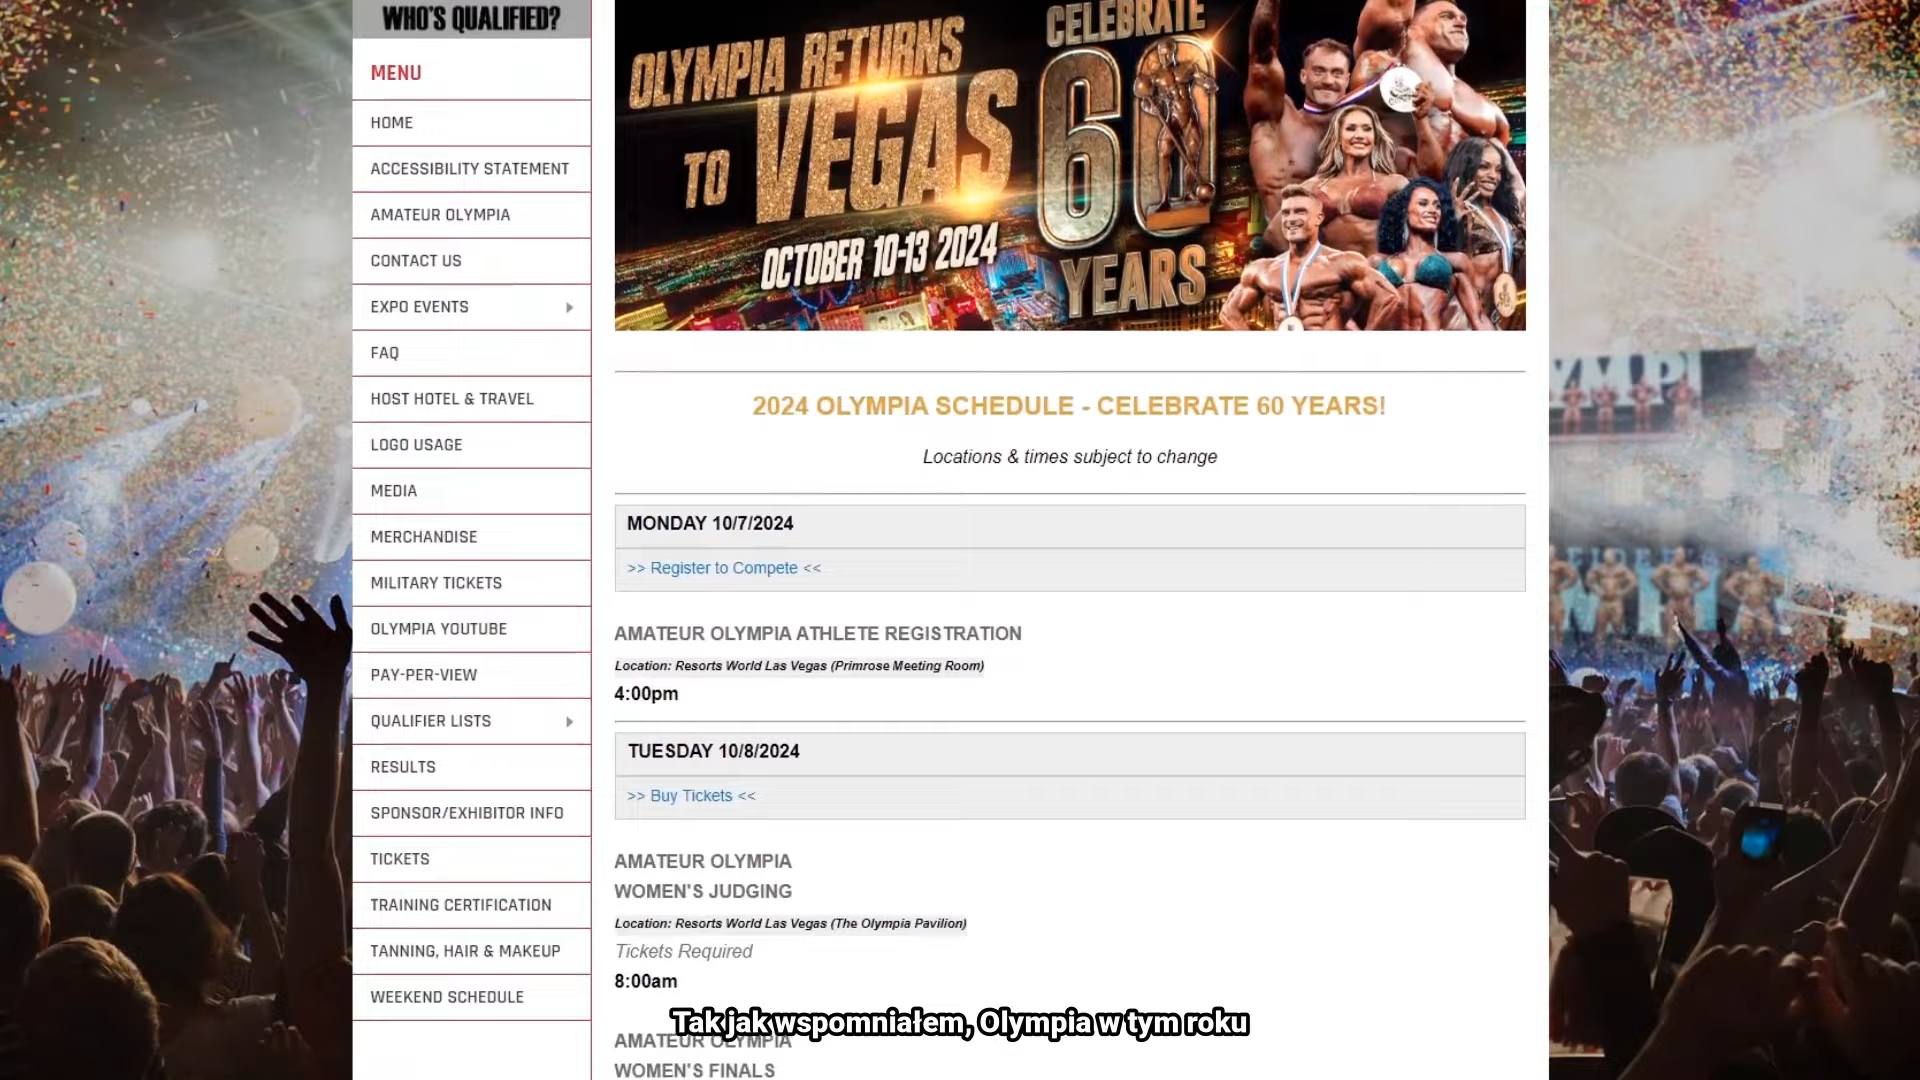 WHO'S QUALIFIED?
MENU
HOME
ACCESSIBILITY STATEMENT
AMATEUR OLYMPIA
CONTACT US
EXPO EVENTS
FAQ
HOST HOTEL & TRAVEL
LOGO USAGE
MEDIA
MERCHANDISE
MILITARY TICKETS
OLYMPIA YOUTUBE
PAY-PER-VIEW
QUALIFIER LISTS
RESULTS
SPONSOR/EXHIBITOR INFO
TICKETS
TRAINING CERTIFICATION
TANNING, HAIR & MAKEUP
WEEKEND SCHEDULE
OLYMPIA RETURNS
TO VEGAS
OCTOBER 10-13 2024
CELEBRATE
60
YEARS
2024 OLYMPIA SCHEDULE - CELEBRATE 60 YEARS!
Locations & times subject to change
MONDAY 10/7/2024
>> Register to Compete <<
AMATEUR OLYMPIA ATHLETE REGISTRATION
Location: Resorts World Las Vegas (Primrose Meeting Room)
4:00pm
TUESDAY 10/8/2024
>> Buy Tickets <<
AMATEUR OLYMPIA
WOMEN'S JUDGING
Location: Resorts World Las Vegas (The Olympia Pavilion)
Tickets Required
8:00am
Tak jak wspomniałem, Olympia w tym roku
AMATEUR OLYMPIA
WOMEN'S FINALS